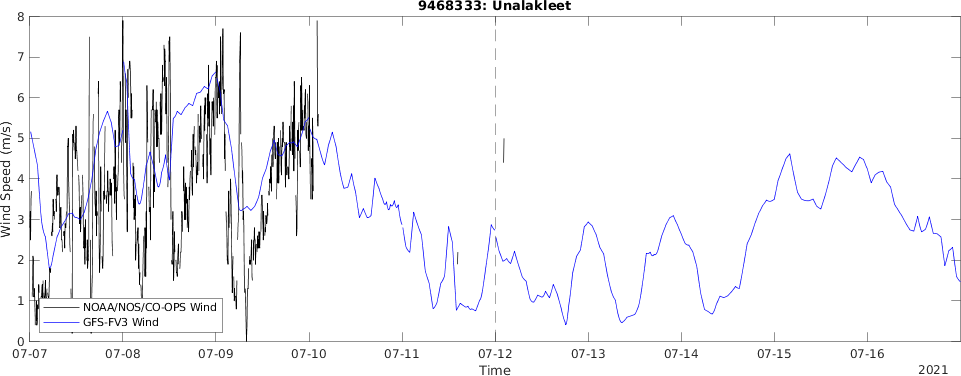 9468333: Unalakleet
8
7
6
5
4
3
2
1
0
Wind Speed (m/s)
NOAA/NOS/CO-OPS Wind
GFS-FV3 Wind
07-07 07-08 07-09 07-10 07-11 07-12 07-13 07-14 07-15 07-16
Time
2021